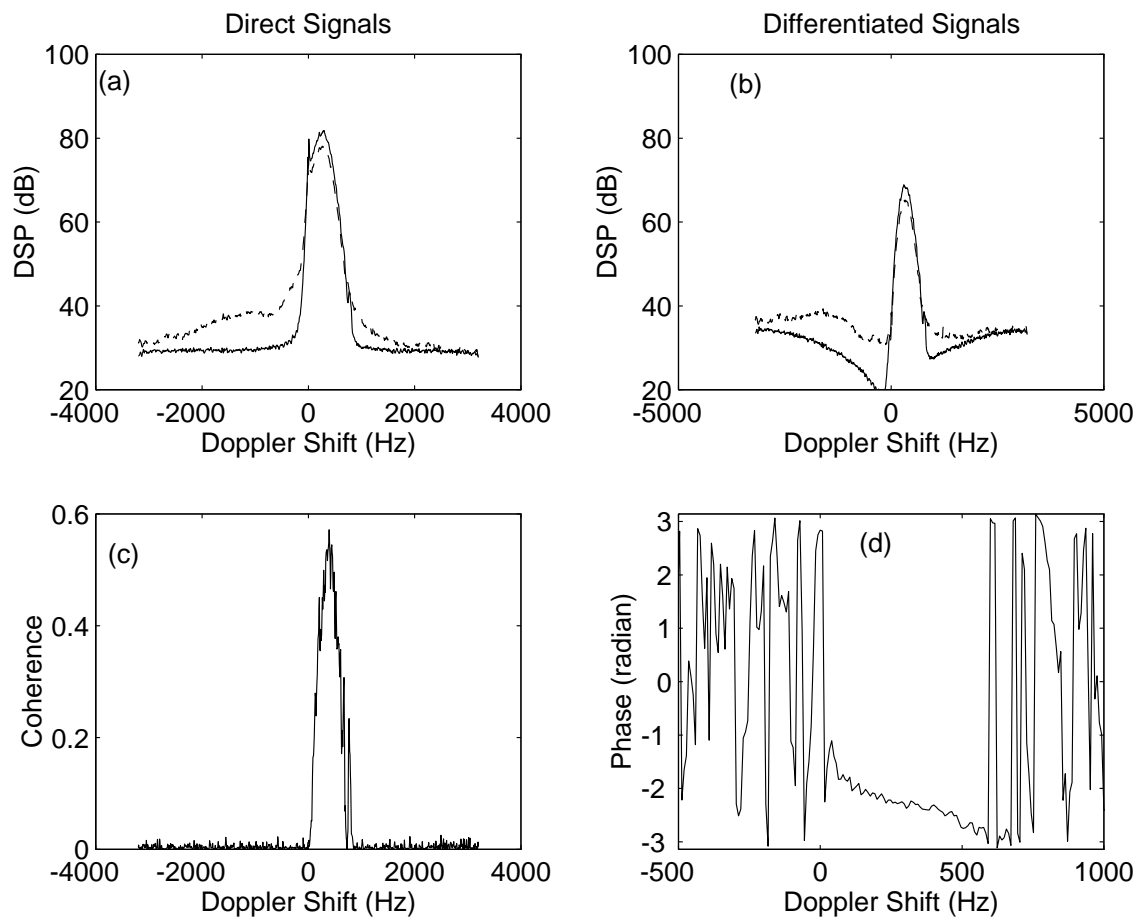 Direct Signals
Differentiated Signals
100
80
60
40
20
-4000
-2000
0
2000
4000
DSP (dB)
Doppler Shift (Hz)
(a)
100
80
60
40
20
-5000
0
5000
DSP (dB)
Doppler Shift (Hz)
(b)
0.6
0.4
0.2
0
-4000
-2000
0
2000
4000
Coherence
Doppler Shift (Hz)
(c)
3
2
1
0
-1
-2
-3
-500
0
500
1000
Phase (radian)
Doppler Shift (Hz)
(d)